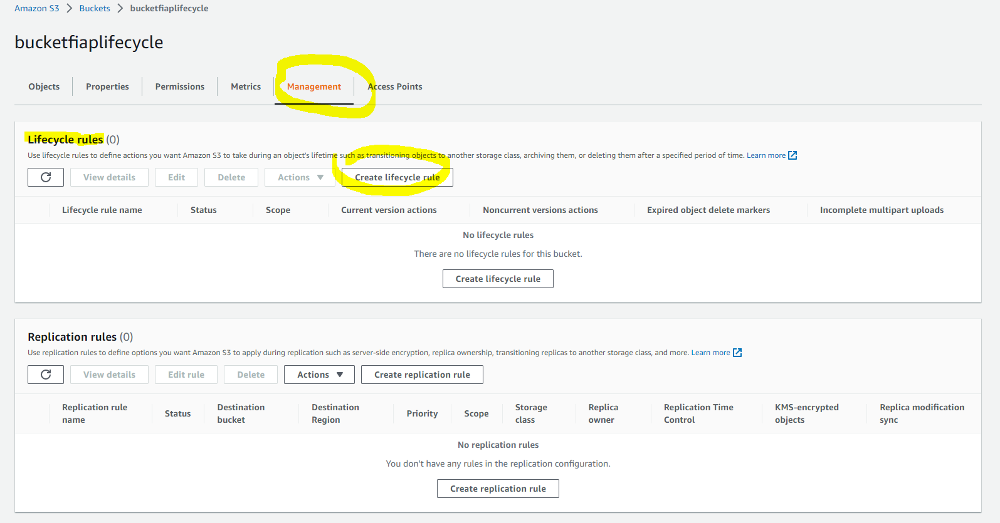 Amazon S3 > Buckets > bucketfiaplifecycle
bucketfiaplifecycle
Objects Properties Permissions Metrics Management Access Points
Lifecycle rules (0)
Use lifecycle rules to define actions you want Amazon S3 to take during an object's lifetime such as transitioning objects to another storage class, archiving them, or deleting them after a specified period of time. Learn more
View details Edit Delete Actions Create lifecycle rule
Lifecycle rule name Status Scope Current version actions Noncurrent versions actions Expired object delete markers Incomplete multipart uploads
No lifecycle rules
There are no lifecycle rules for this bucket.
Create lifecycle rule
Replication rules (0)
Use replication rules to define options you want Amazon S3 to apply during replication such as server-side encryption, replica ownership, transitioning replicas to another storage class, and more. Learn more
View details Edit rule Delete Actions Create replication rule
Replication rule name Status Destination bucket Destination Region Priority Scope Storage class Replica owner Replication Time Control KMS-encrypted objects Replica modification sync
No replication rules
You don't have any rules in the replication configuration.
Create replication rule